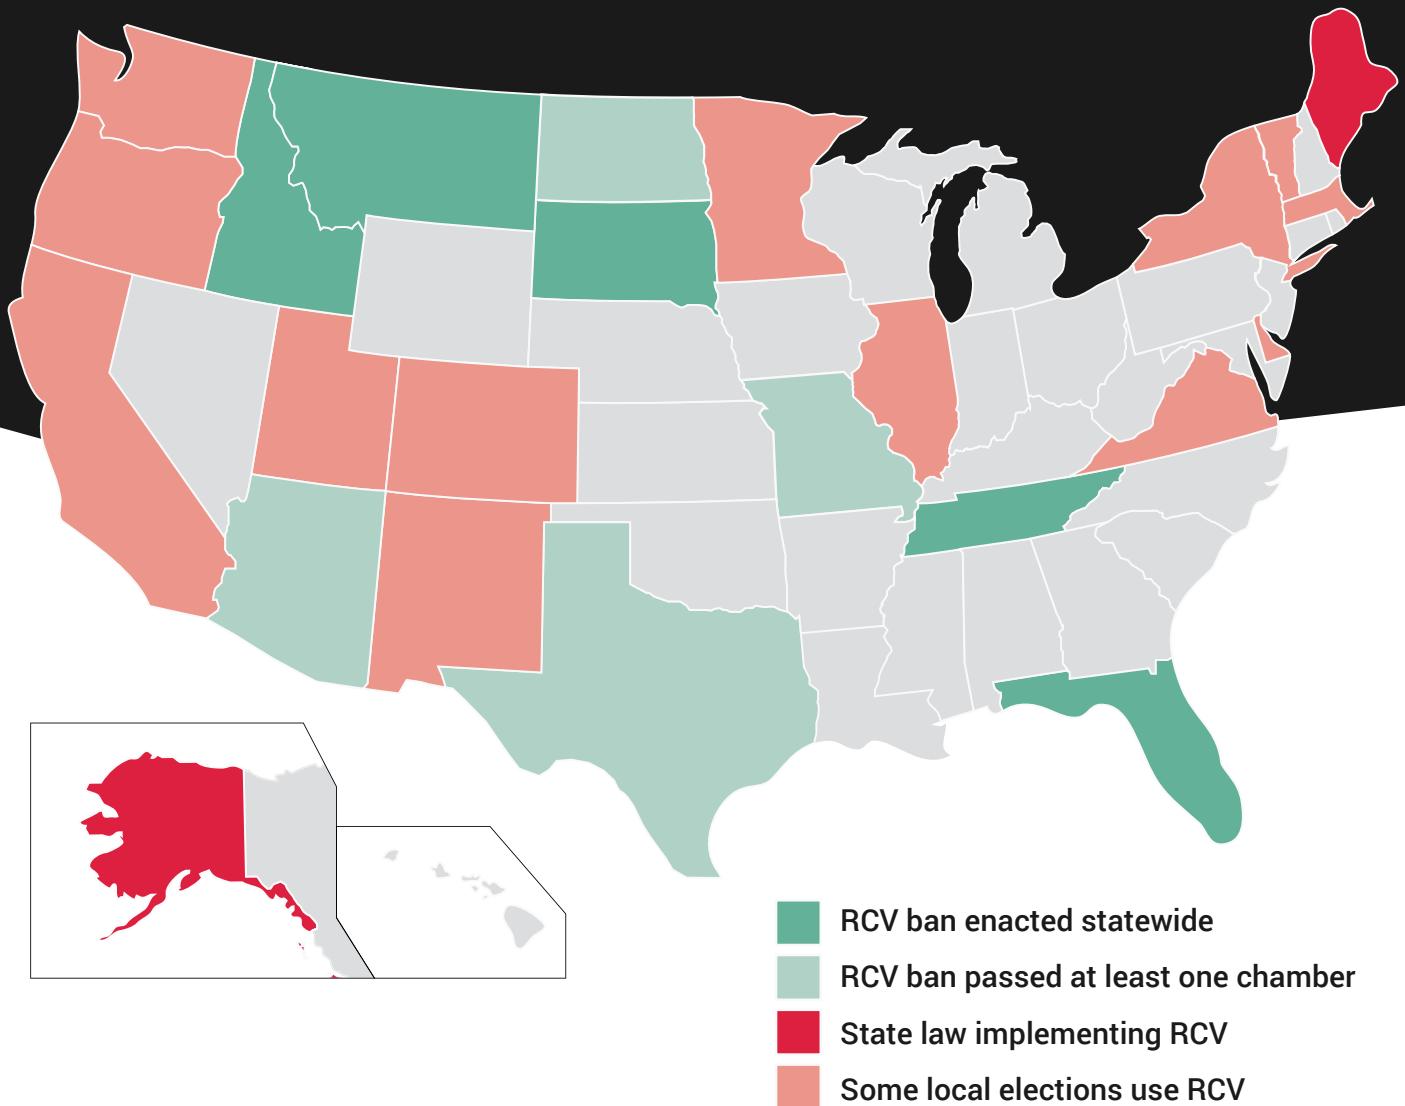 RCV ban enacted statewide
RCV ban passed at least one chamber
State law implementing RCV
Some local elections use RCV